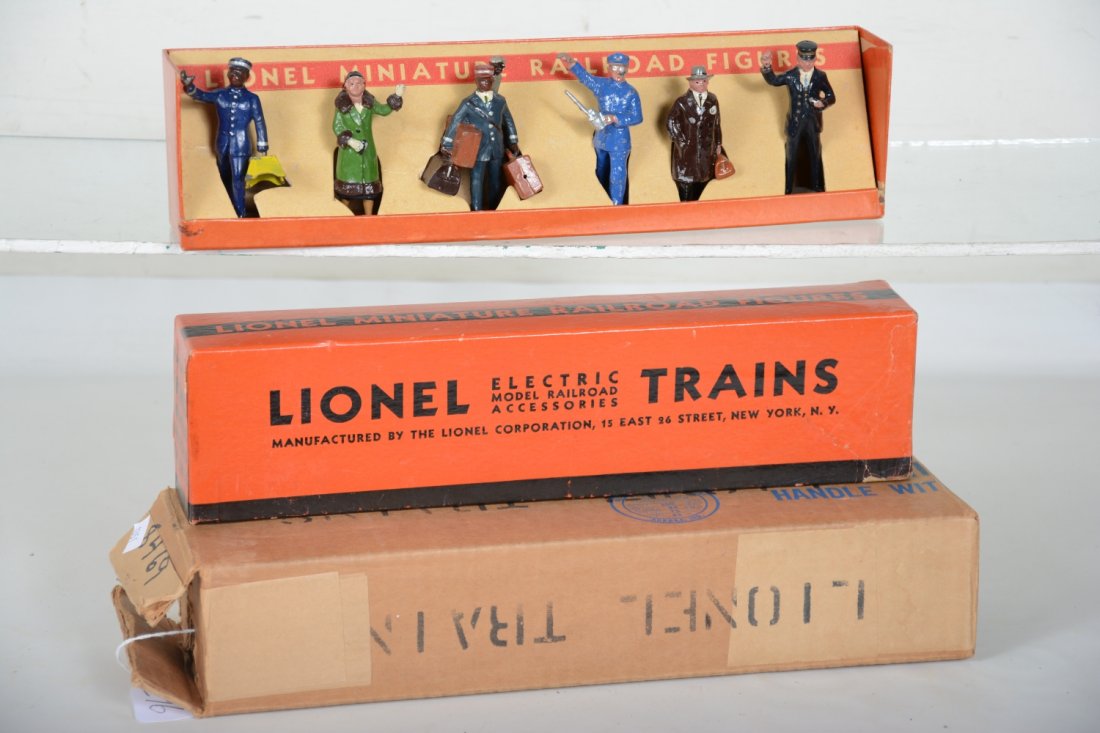 LIONEL MINIATURE RAILROAD FIGURES
LIONEL MINIATURE RAILROAD FIGURES
LIONEL ELECTRIC MODEL RAILROAD ACCESSORIES TRAINS
MANUFACTURED BY THE LIONEL CORPORATION, 15 EAST 26 STREET, NEW YORK, N. Y.
HANDLE WIT
LIONEL TRAIN